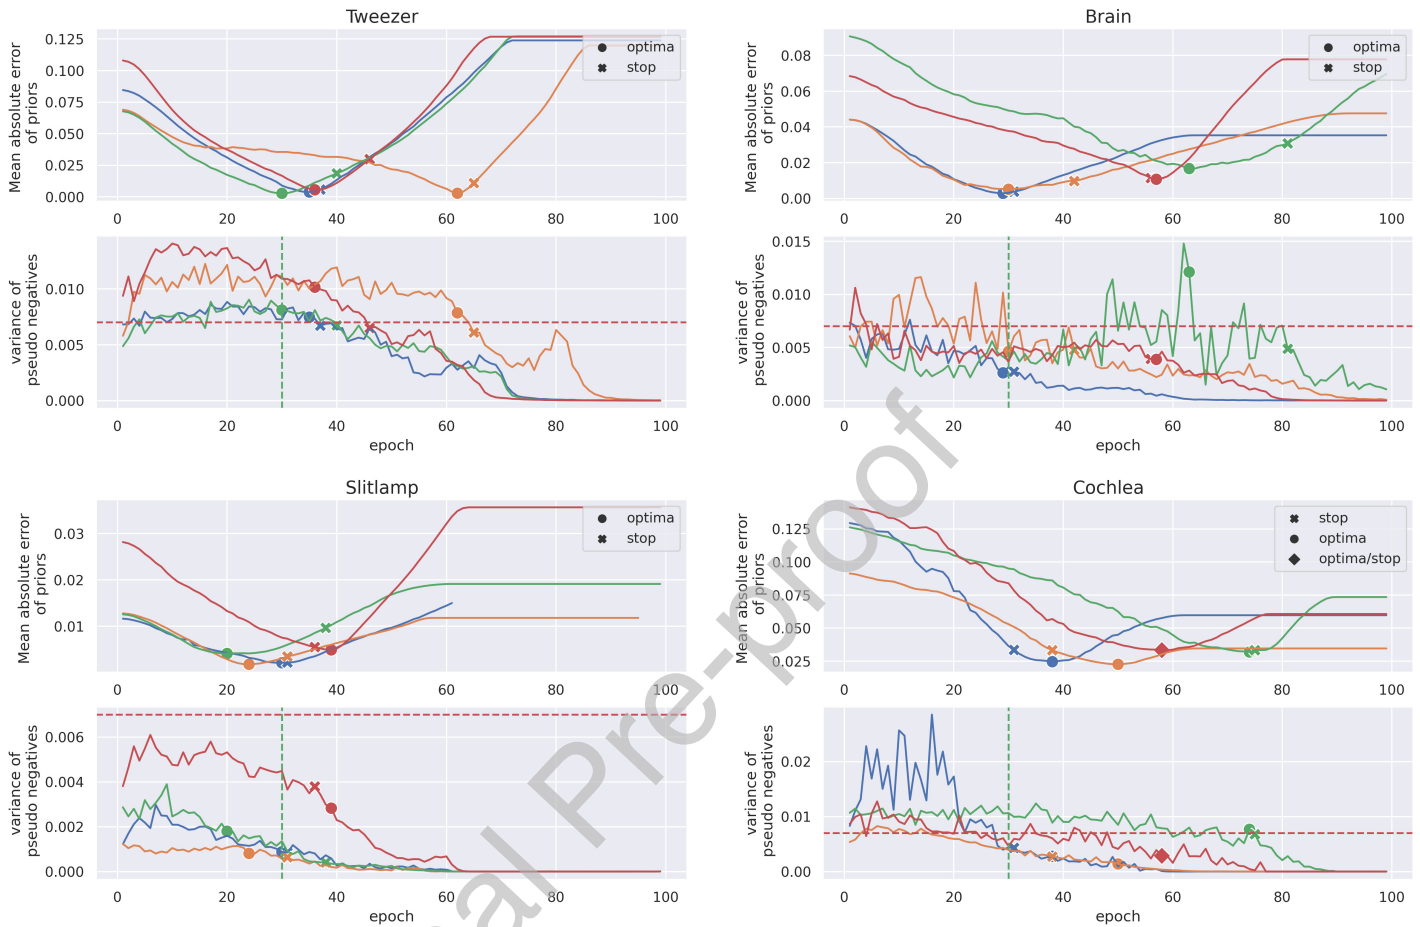 Tweezer
Mean absolute error
of priors
0.125
0.100
0.075
0.050
0.025
0.000
optima
stop
0 20 40 60 80 100
variance of
pseudo negatives
0.010
0.005
0.000
0 20 40 60 80 100
epoch
Brain
Mean absolute error
of priors
0.08
0.06
0.04
0.02
0.00
optima
stop
0 20 40 60 80 100
variance of
pseudo negatives
0.015
0.010
0.005
0.000
0 20 40 60 80 100
epoch
Slitlamp
Mean absolute error
of priors
0.03
0.02
0.01
optima
stop
0 20 40 60 80 100
variance of
pseudo negatives
0.006
0.004
0.002
0.000
0 20 40 60 80 100
epoch
Cochlea
Mean absolute error
of priors
0.125
0.100
0.075
0.050
0.025
stop
optima
optima/stop
0 20 40 60 80 100
variance of
pseudo negatives
0.02
0.01
0.00
0 20 40 60 80 100
epoch
al Pre-proof